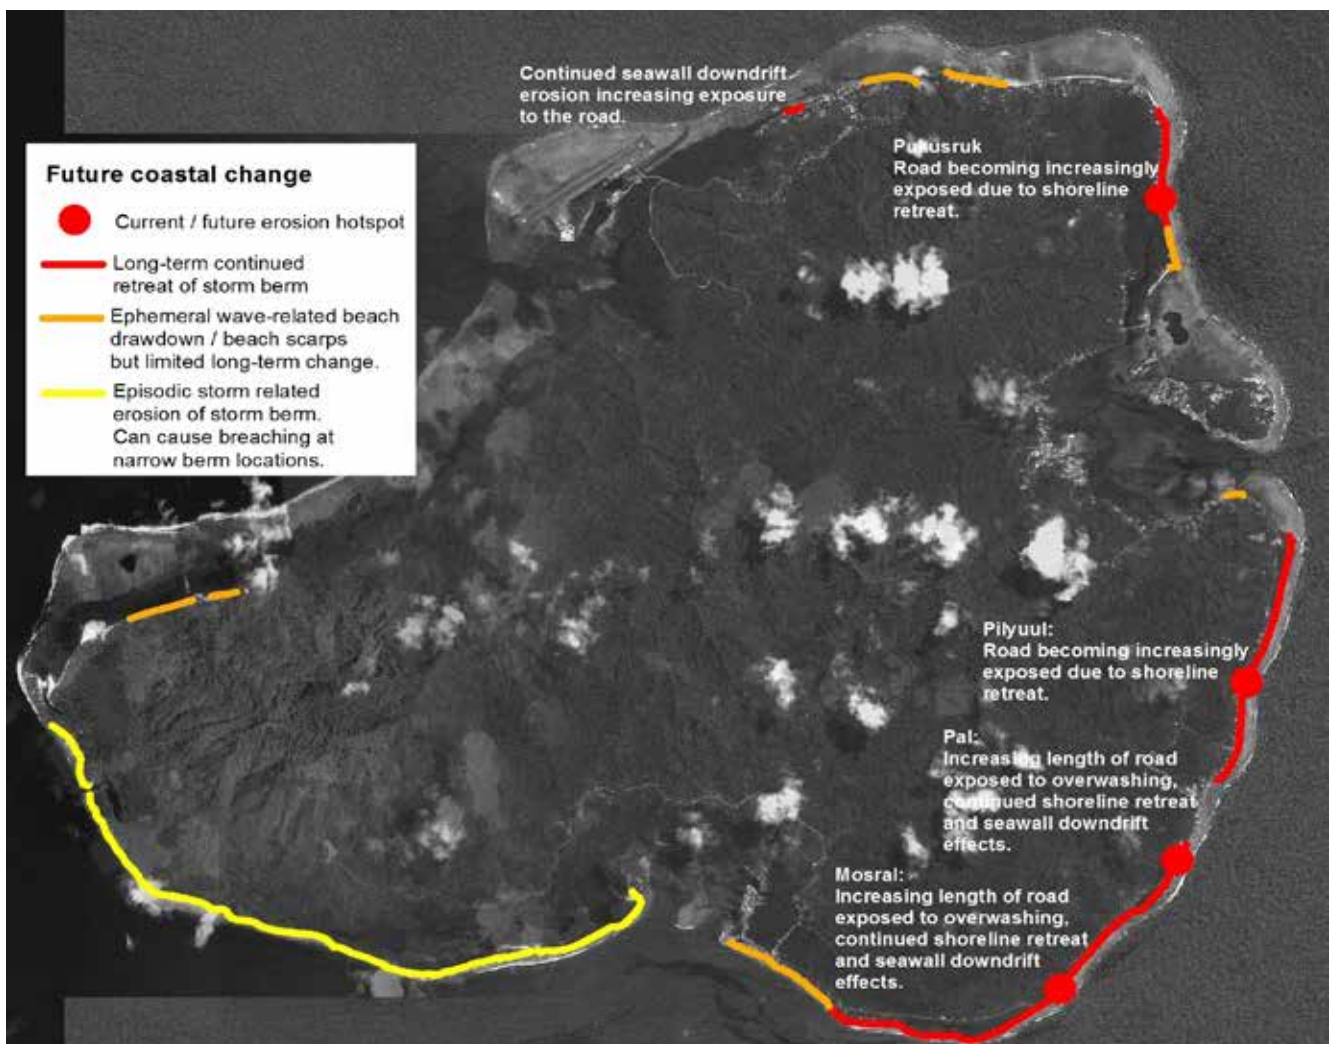 Continued seawall downdrift
erosion increasing exposure
to the road.
Future coastal change
Current / future erosion hotspot
Long-term continued
retreat of storm berm
Ephemeral wave-related beach
drawdown / beach scarps
but limited long-term change.
Episodic storm related
erosion of storm berm.
Can cause breaching at
narrow berm locations.
Pukusruk
Road becoming increasingly
exposed due to shoreline
retreat.
Pilyuul:
Road becoming increasingly
exposed due to shoreline
retreat.
Pal:
Increasing length of road
exposed to overwashing,
continued shoreline retreat
and seawall downdrift
effects.
Mosral:
Increasing length of road
exposed to overwashing,
continued shoreline retreat
and seawall downdrift
effects.